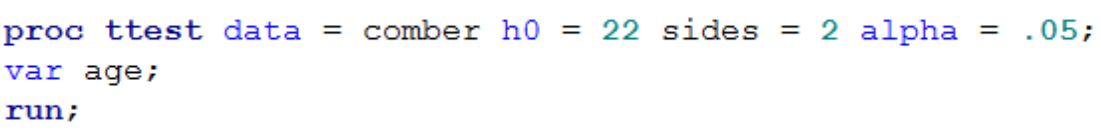 proc ttest data = comber h0 = 22 sides = 2 alpha = .05;
var age;
run;